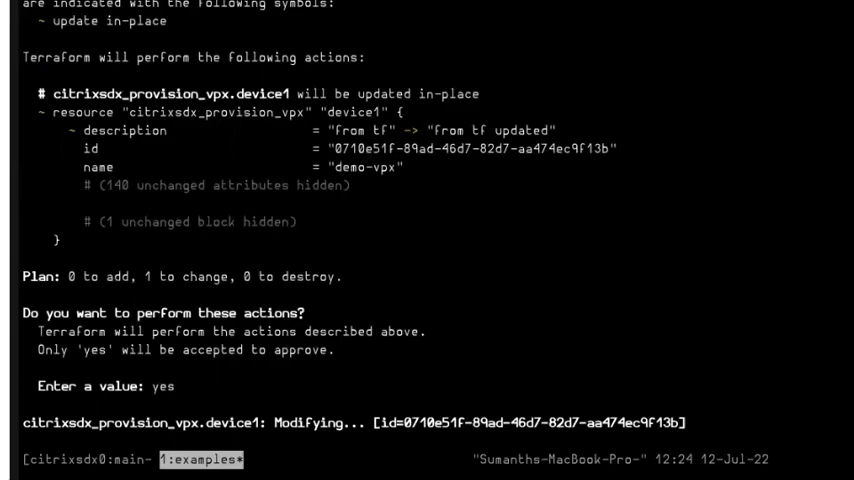 are indicated with the following symbols:
~ update in-place
Terraform will perform the following actions:
# citrixsdx_provision_vpx.device1 will be updated in-place
~ resource "citrixsdx_provision_vpx" "device1" {
~ description = "from tf" -> "from tf updated"
id = "0710e51f-89ad-46d7-82d7-aa474ec9f13b"
name = "demo-vpx"
# (140 unchanged attributes hidden)
# (1 unchanged block hidden)
}
Plan: 0 to add, 1 to change, 0 to destroy.
Do you want to perform these actions?
Terraform will perform the actions described above.
Only 'yes' will be accepted to approve.
Enter a value: yes
citrixsdx_provision_vpx.device1: Modifying... [id=0710e51f-89ad-46d7-82d7-aa474ec9f13b]
[citrixsdx0:main- 1:examples* "Sumanths-MacBook-Pro-" 12:24 12-Jul-22